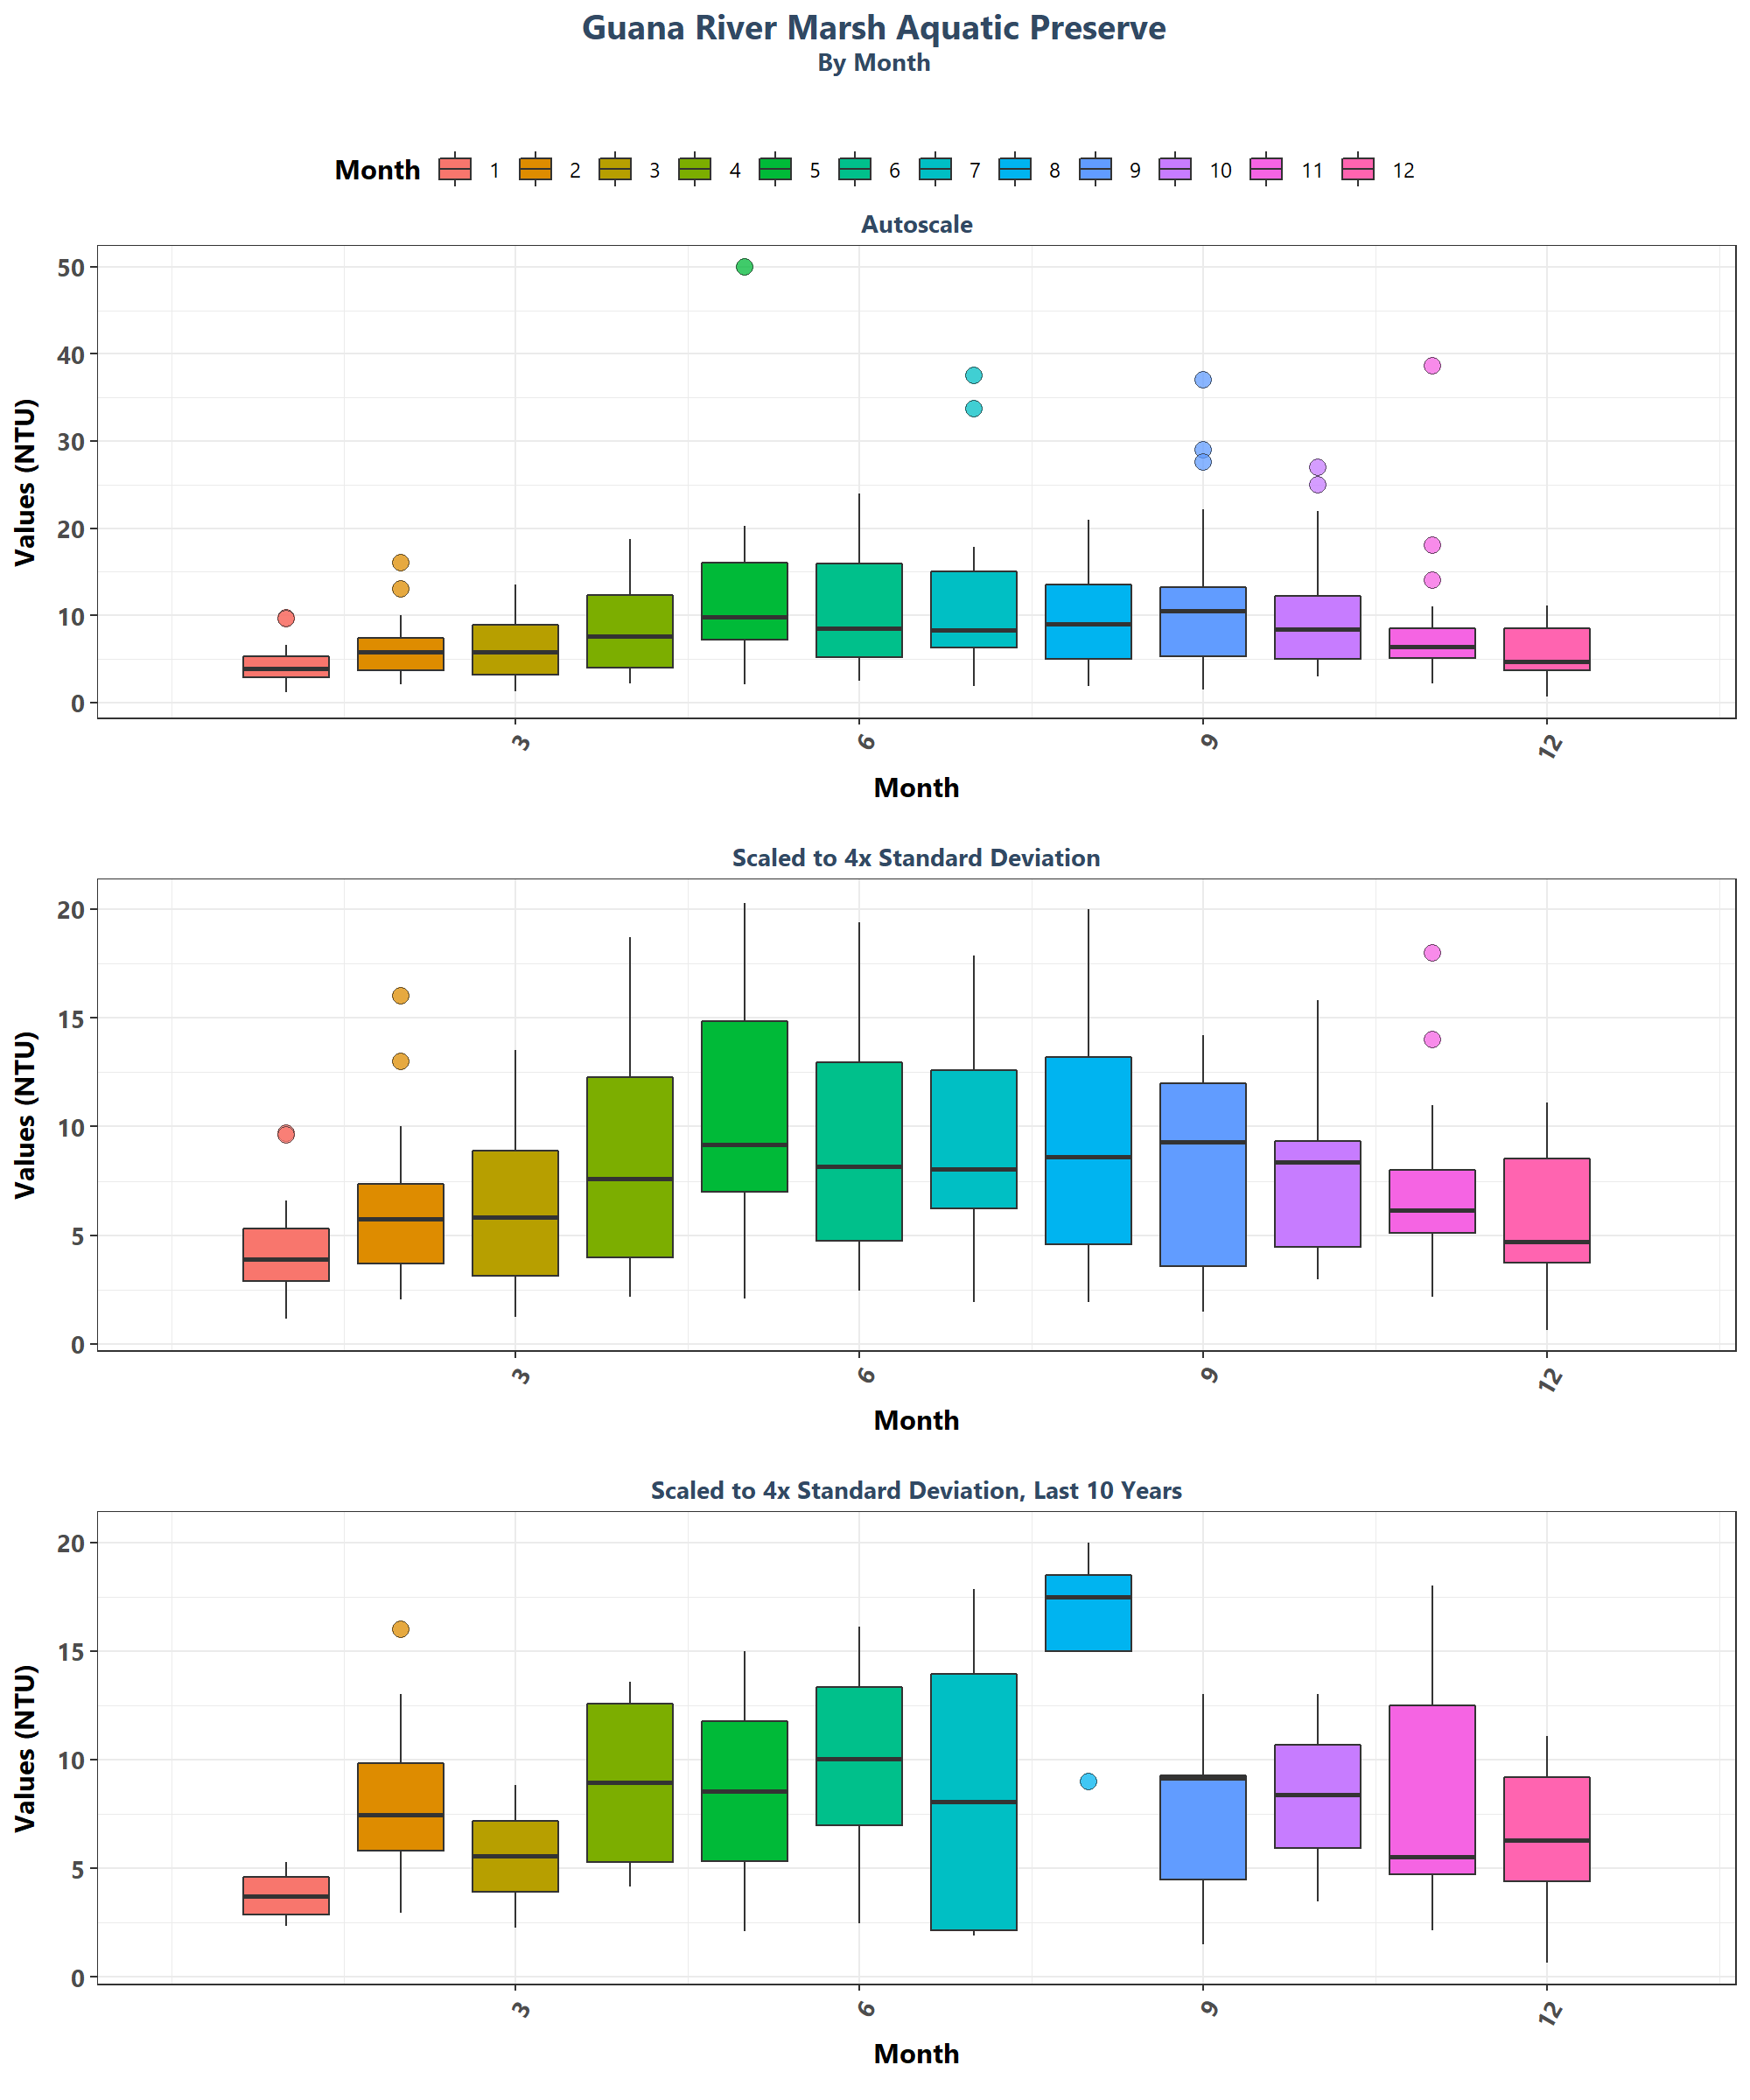 Guana River Marsh Aquatic Preserve
By Month
Month 1 2 3 4 5 6 7 8 9 10 11 12
Autoscale
Values (NTU)
50
40
30
20
10
0
3 6 9 12
Month
Scaled to 4x Standard Deviation
Values (NTU)
20
15
10
5
0
3 6 9 12
Month
Scaled to 4x Standard Deviation, Last 10 Years
Values (NTU)
20
15
10
5
0
3 6 9 12
Month